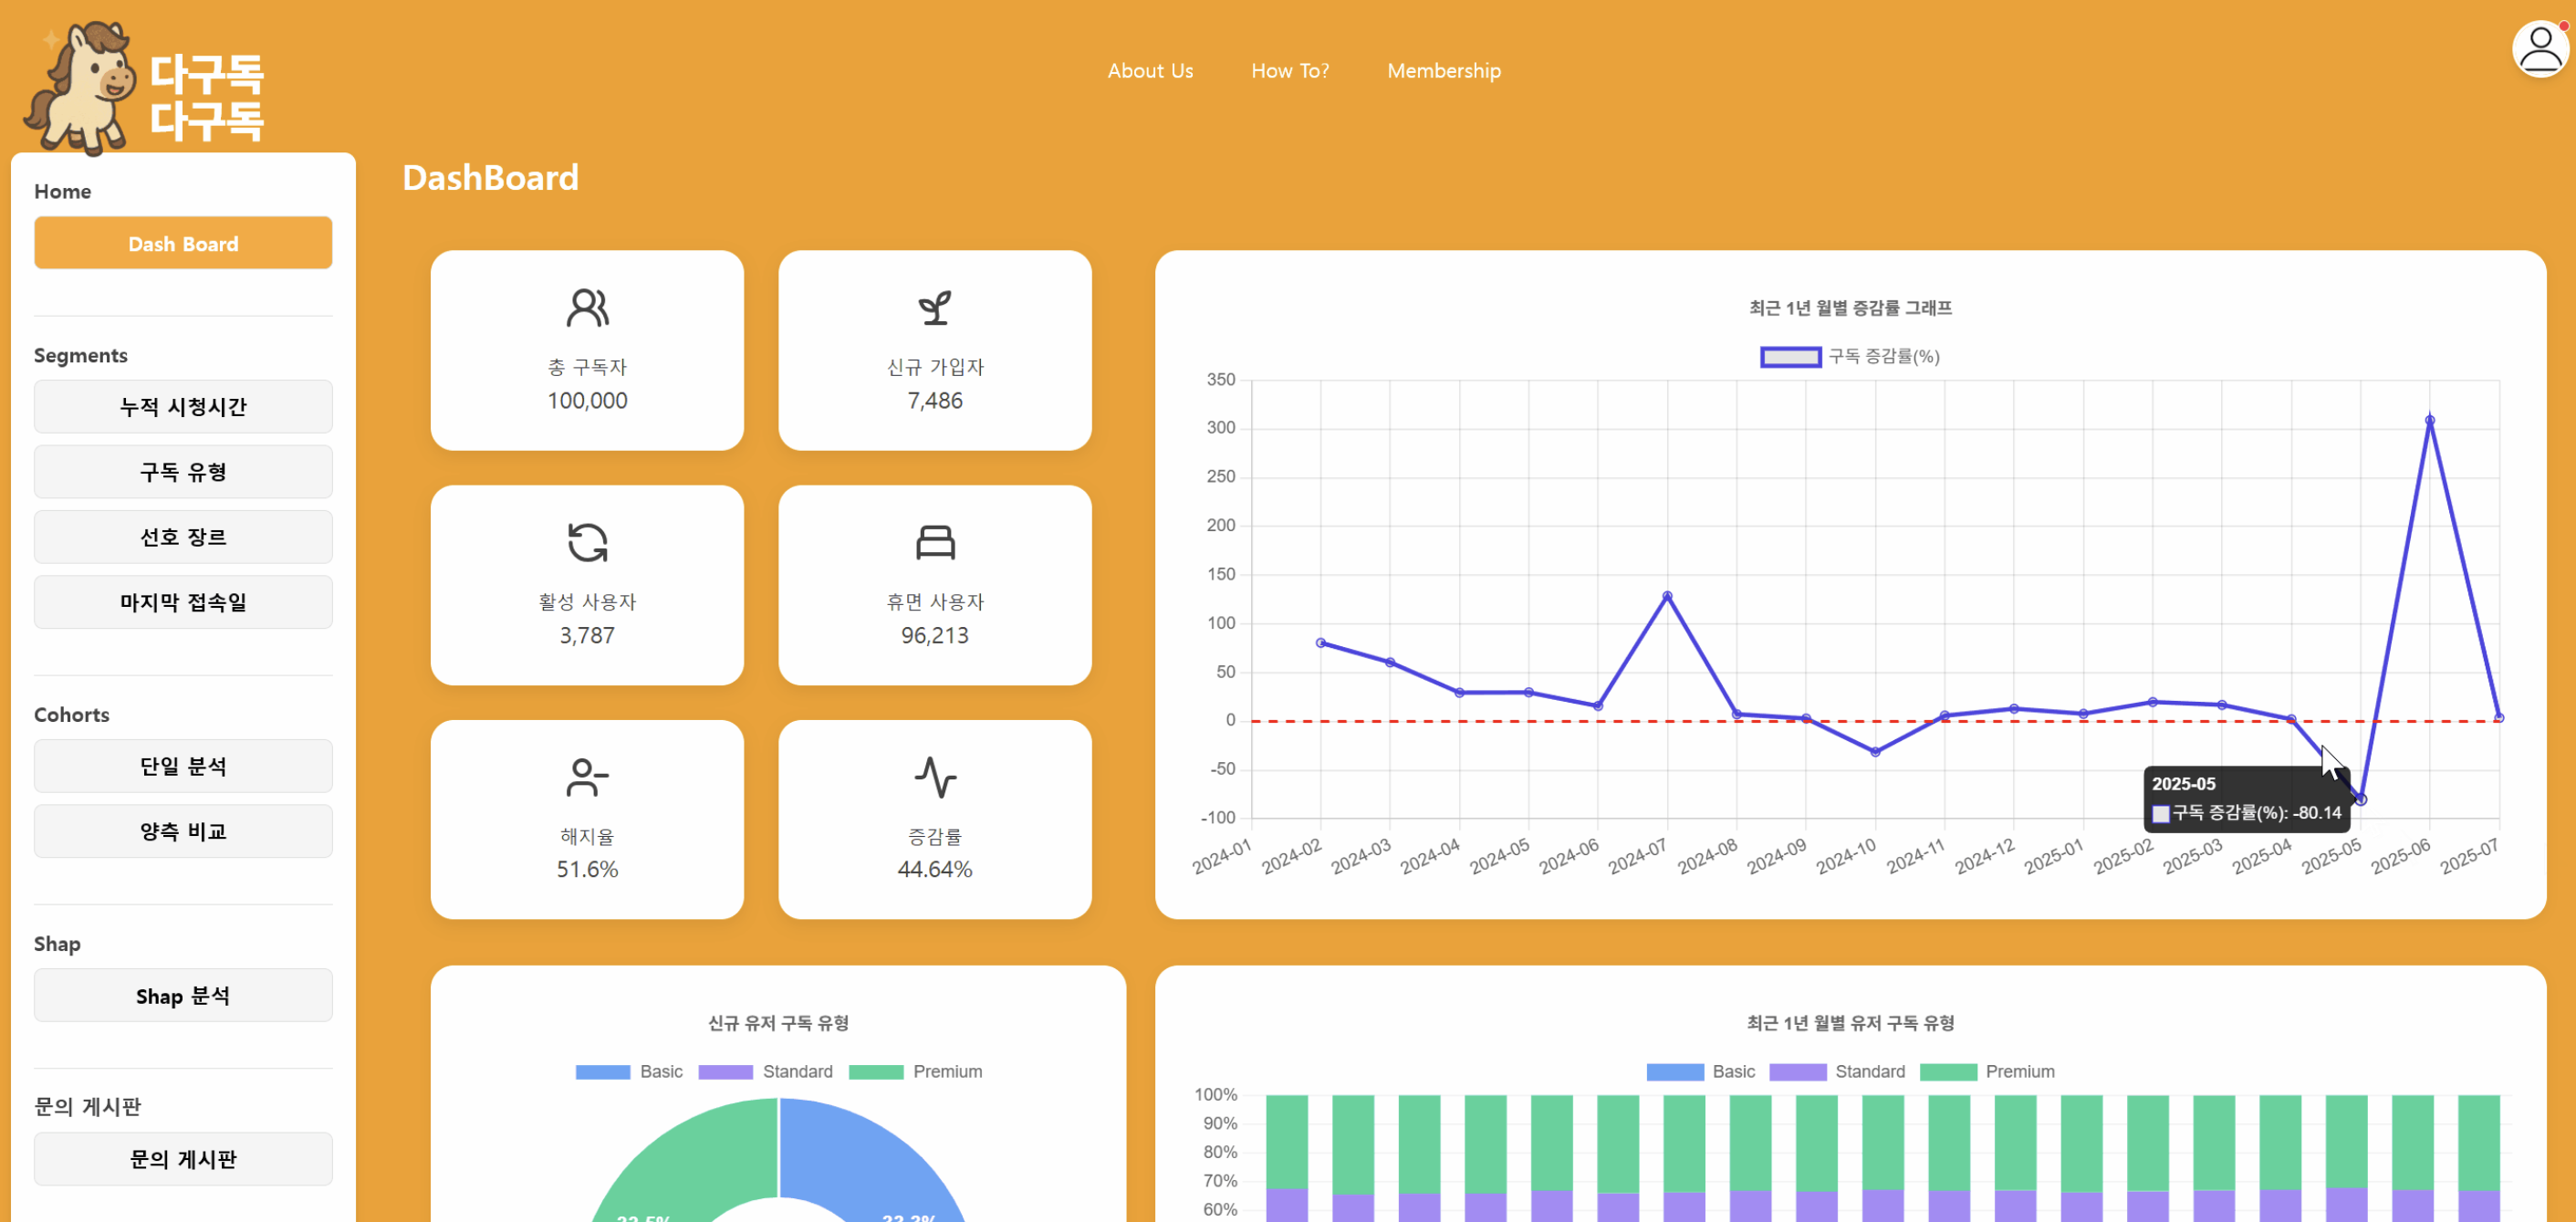 다구독
다구독
About Us
How To?
Membership
Home
Dash Board
Segments
누적 시청시간
구독 유형
선호 장르
마지막 접속일
Cohorts
단일 분석
양측 비교
Shap
Shap 분석
문의 게시판
문의 게시판
DashBoard
총 구독자
100,000
신규 가입자
7,486
활성 사용자
3,787
휴면 사용자
96,213
해지율
51.6%
증감률
44.64%
최근 1년 월별 증감률 그래프
구독 증감률(%)
350
300
250
200
150
100
50
0
-50
-100
2025-05
구독 증감률(%): -80.14
2024-01
2024-02
2024-03
2024-04
2024-05
2024-06
2024-07
2024-08
2024-09
2024-10
2024-11
2024-12
2025-01
2025-02
2025-03
2025-04
2025-05
2025-06
2025-07
신규 유저 구독 유형
Basic
Standard
Premium
최근 1년 월별 유저 구독 유형
Basic
Standard
Premium
100%
90%
80%
70%
60%